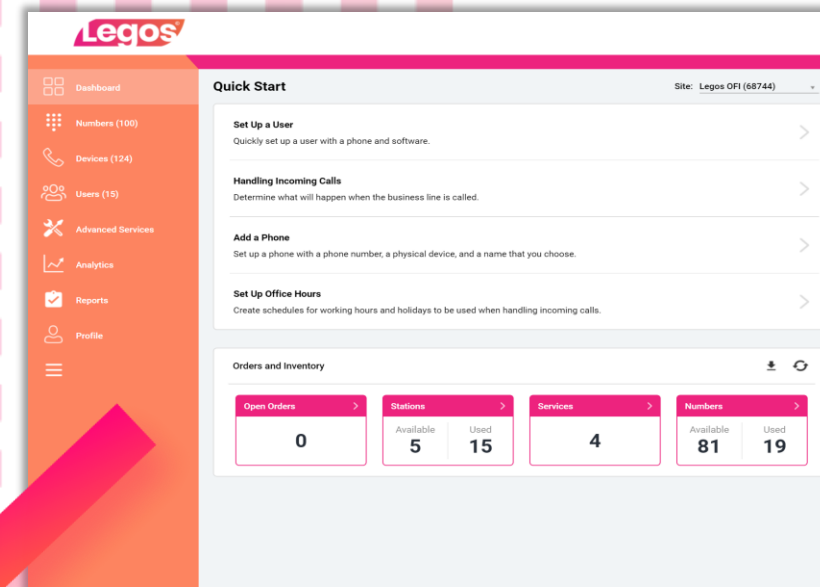 Legos
Quick Start
Site: Legos OFI (68744)
Dashboard
Numbers (100)
Devices (124)
Users (15)
Advanced Services
Analytics
Reports
Profile
Set Up a User
Quickly set up a user with a phone and software.
Handling Incoming Calls
Determine what will happen when the business line is called.
Add a Phone
Set up a phone with a phone number, a physical device, and a name that you choose.
Set Up Office Hours
Create schedules for working hours and holidays to be used when handling incoming calls.
Orders and Inventory
Open Orders
0
Stations
Available Used
5 15
Services
4
Numbers
Available Used
81 19